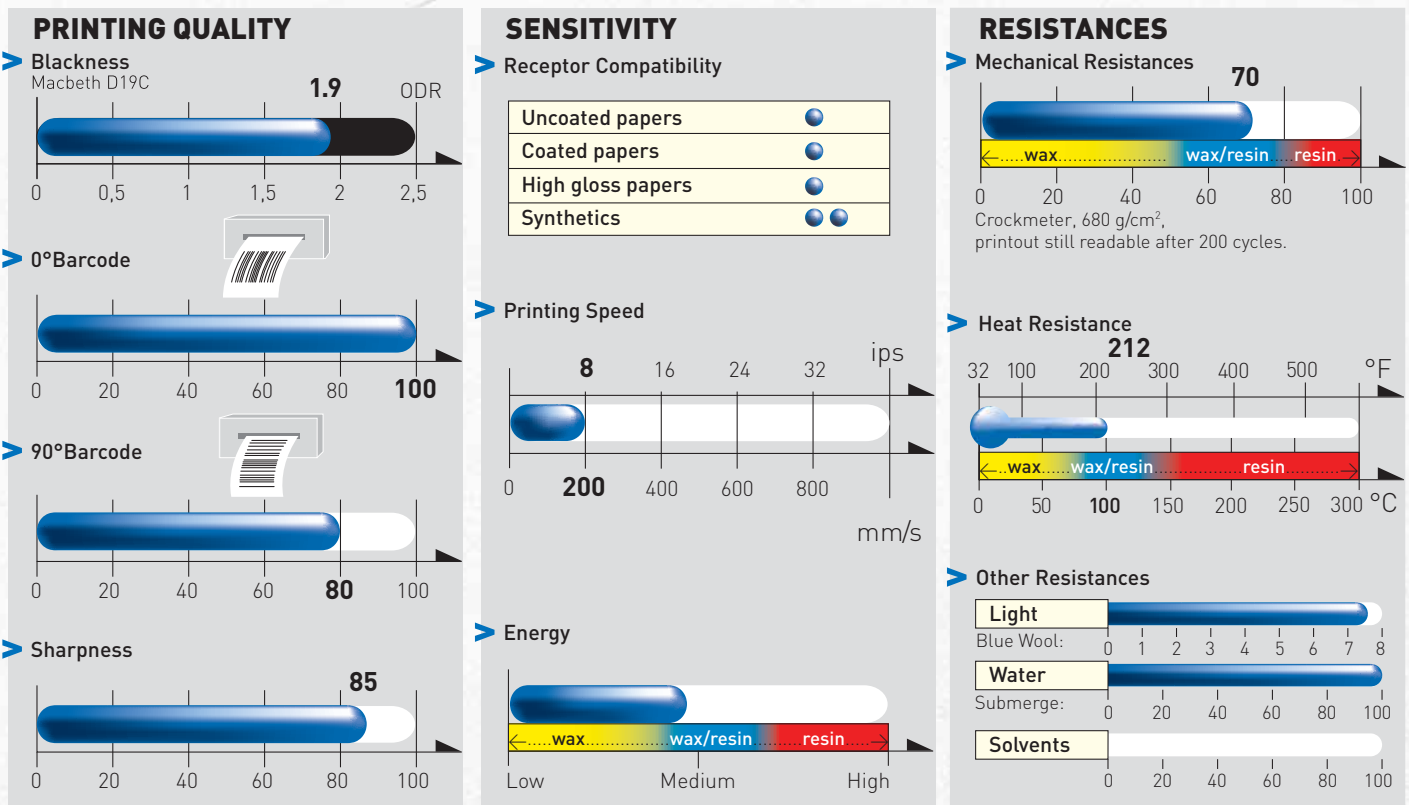 PRINTING QUALITY
> Blackness
Macbeth D19C
1.9
ODR
0 0,5 1 1,5 2 2,5
> 0°Barcode
0 20 40 60 80 100
> 90°Barcode
0 20 40 60 80 100
> Sharpness
85
0 20 40 60 80 100
SENSITIVITY
> Receptor Compatibility
Uncoated papers
Coated papers
High gloss papers
Synthetics
> Printing Speed
ips
8 16 24 32
0 200 400 600 800
mm/s
> Energy
wax wax/resin resin
Low Medium High
RESISTANCES
> Mechanical Resistances
70
wax wax/resin resin
0 20 40 60 80 100
Crockmeter, 680 g/cm²,
printout still readable after 200 cycles.
> Heat Resistance
212
32 100 200 300 400 500 °F
wax wax/resin resin
0 50 100 150 200 250 300 °C
> Other Resistances
Light
Blue Wool: 0 1 2 3 4 5 6 7 8
Water
Submerge: 0 20 40 60 80 100
Solvents
0 20 40 60 80 100